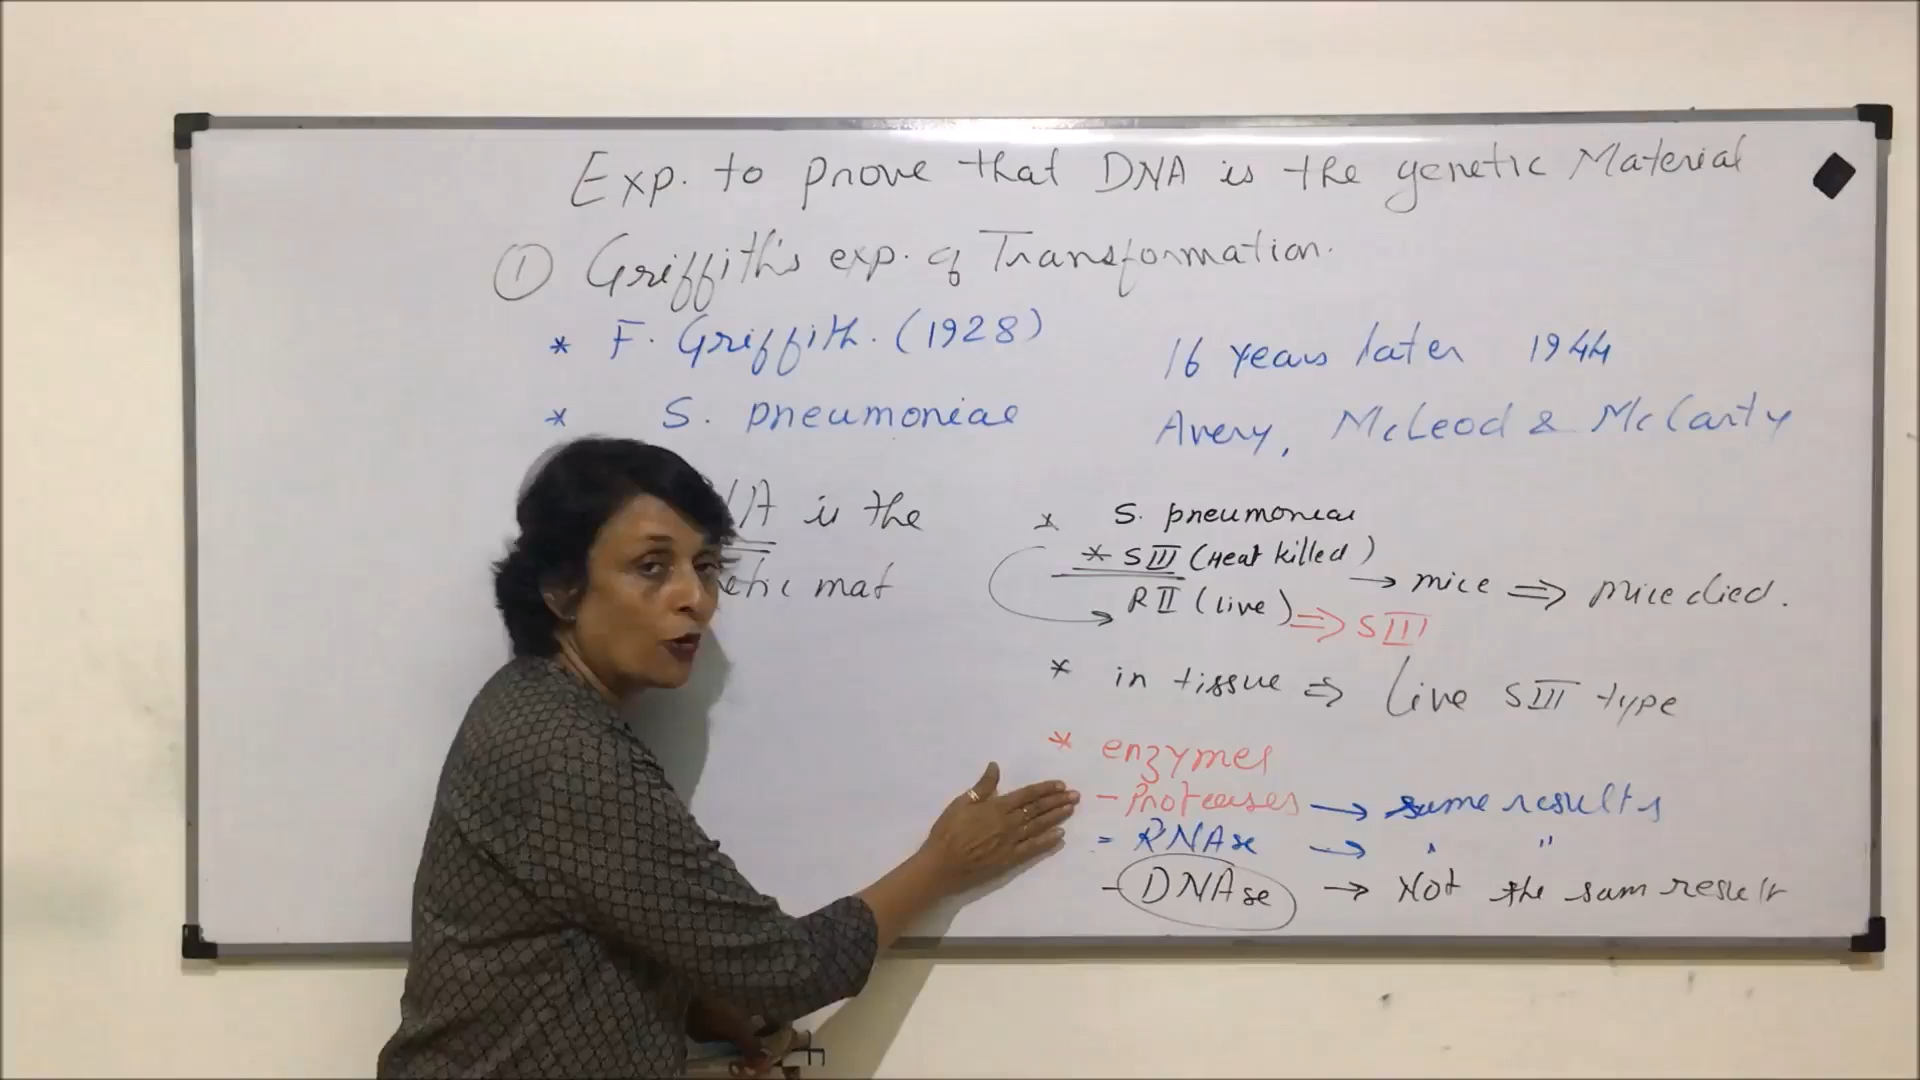 Exp. to prove that DNA is the genetic Material
① Griffith's exp. of Transformation.
* F. Griffith. (1928)
* S. pneumoniae
is the
mat
16 years later 1944
Avery, McLeod & McCarty
* S. pneumoniae
* SIII (Heat killed)
RII (live) → mice ⇒ mice died.
⇒ SIII
* in tissue ⇒ Live SIII type
* enzymes
- Proteases → same results
= RNAse → " "
- DNAse → Not the sam result